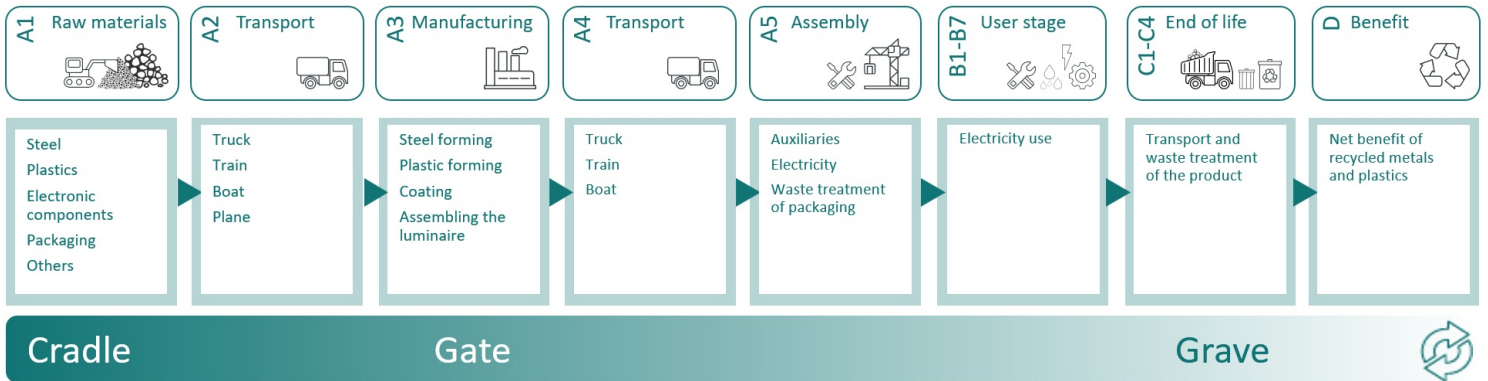 A1 Raw materials
A2 Transport
A3 Manufacturing
A4 Transport
A5 Assembly
B1-B7 User stage
C1-C4 End of life
D Benefit
Steel
Plastics
Electronic
components
Packaging
Others
Truck
Train
Boat
Plane
Steel forming
Plastic forming
Coating
Assembling the
luminaire
Truck
Train
Boat
Auxiliaries
Electricity
Waste treatment
of packaging
Electricity use
Transport and
waste treatment
of the product
Net benefit of
recycled metals
and plastics
Cradle
Gate
Grave